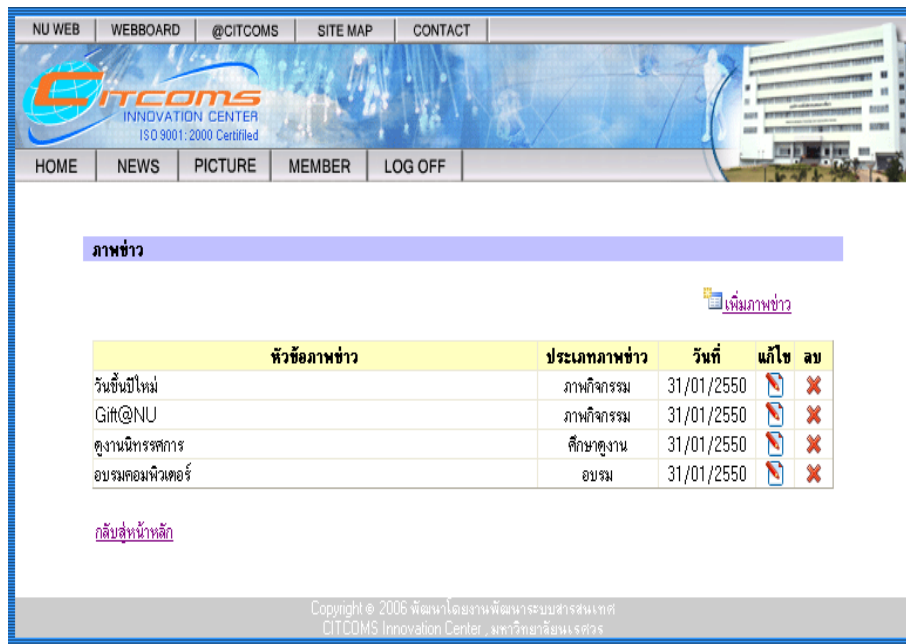 NU WEB WEBBOARD @CITCOMS SITE MAP CONTACT
CITCOMS
INNOVATION CENTER
ISO 9001: 2000 Certified
HOME NEWS PICTURE MEMBER LOG OFF
ภาพข่าว
เพิ่มภาพข่าว
หัวข้อภาพข่าว ประเภทภาพข่าว วันที่ แก้ไข ลบ
วันขึ้นปีใหม่ ภาพกิจกรรม 31/01/2550
Gift@NU ภาพกิจกรรม 31/01/2550
ดูงานนิทรรศการ ศึกษาดูงาน 31/01/2550
อบรมคอมพิวเตอร์ อบรม 31/01/2550
กลับสู่หน้าหลัก
Copyright © 2006 พัฒนาโดยงานพัฒนาระบบสารสนเทศ
CITCOMS Innovation Center , มหาวิทยาลัยนเรศวร